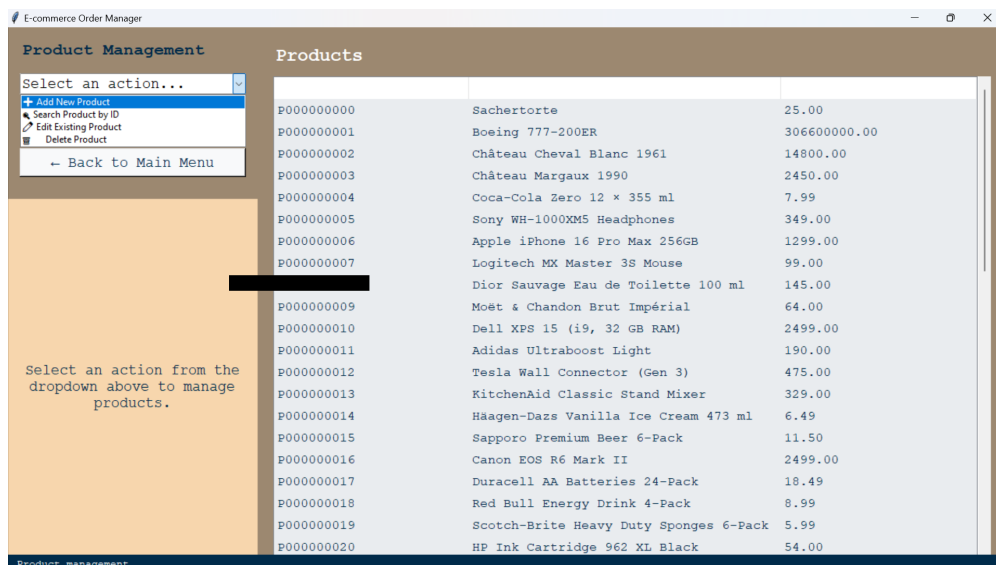 E-commerce Order Manager
Product Management
Select an action...
Add New Product
Search Product by ID
Edit Existing Product
Delete Product
← Back to Main Menu
Select an action from the
dropdown above to manage
products.
Products
P000000000 Sachertorte 25.00
P000000001 Boeing 777-200ER 306600000.00
P000000002 Château Cheval Blanc 1961 14800.00
P000000003 Château Margaux 1990 2450.00
P000000004 Coca-Cola Zero 12 × 355 ml 7.99
P000000005 Sony WH-1000XM5 Headphones 349.00
P000000006 Apple iPhone 16 Pro Max 256GB 1299.00
P000000007 Logitech MX Master 3S Mouse 99.00
Dior Sauvage Eau de Toilette 100 ml 145.00
P000000009 Moët & Chandon Brut Impérial 64.00
P000000010 Dell XPS 15 (i9, 32 GB RAM) 2499.00
P000000011 Adidas Ultraboost Light 190.00
P000000012 Tesla Wall Connector (Gen 3) 475.00
P000000013 KitchenAid Classic Stand Mixer 329.00
P000000014 Häagen-Dazs Vanilla Ice Cream 473 ml 6.49
P000000015 Sapporo Premium Beer 6-Pack 11.50
P000000016 Canon EOS R6 Mark II 2499.00
P000000017 Duracell AA Batteries 24-Pack 18.49
P000000018 Red Bull Energy Drink 4-Pack 8.99
P000000019 Scotch-Brite Heavy Duty Sponges 6-Pack 5.99
P000000020 HP Ink Cartridge 962 XL Black 54.00
Product management